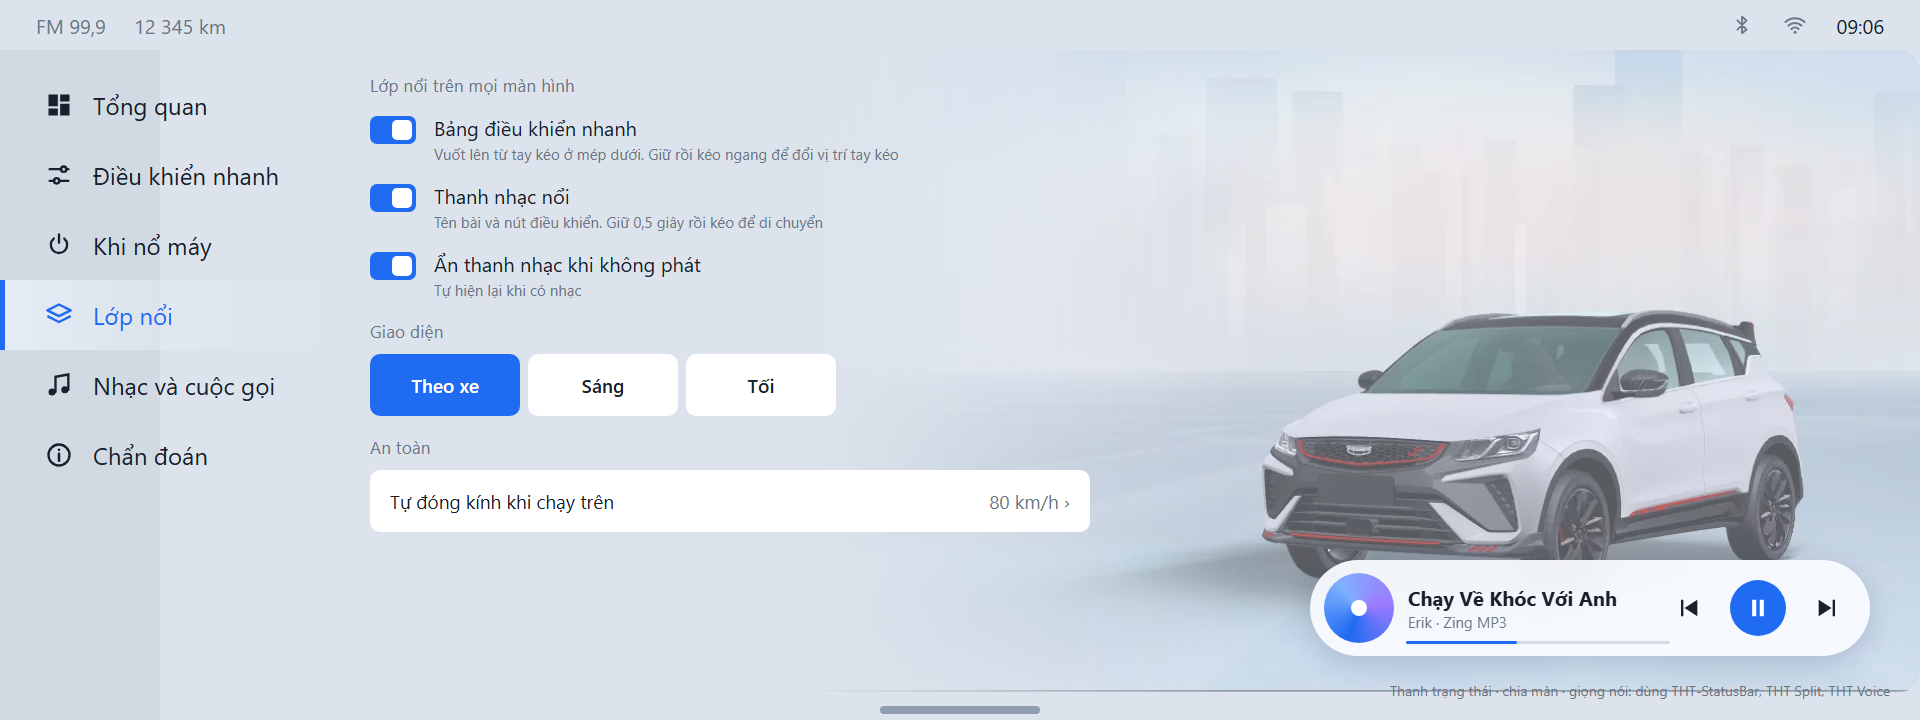 FM 99,9 12 345 km
09:06
Tổng quan
Điều khiển nhanh
Khi nổ máy
Lớp nổi
Nhạc và cuộc gọi
Chẩn đoán
Lớp nổi trên mọi màn hình
Bảng điều khiển nhanh
Vuốt lên từ tay kéo ở mép dưới. Giữ rồi kéo ngang để đổi vị trí tay kéo
Thanh nhạc nổi
Tên bài và nút điều khiển. Giữ 0,5 giây rồi kéo để di chuyển
Ẩn thanh nhạc khi không phát
Tự hiện lại khi có nhạc
Giao diện
Theo xe Sáng Tối
An toàn
Tự đóng kính khi chạy trên 80 km/h ›
Chạy Về Khóc Với Anh
Erik · Zing MP3
Thanh trạng thái · chia màn · giọng nói: dùng THT-StatusBar, THT Split, THT Voice